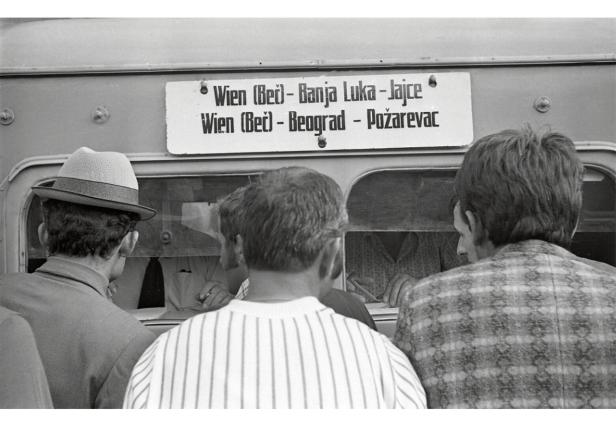 Wien (Beč) - Banja Luka - Jajce
Wien (Beč) - Beograd - Požarevac